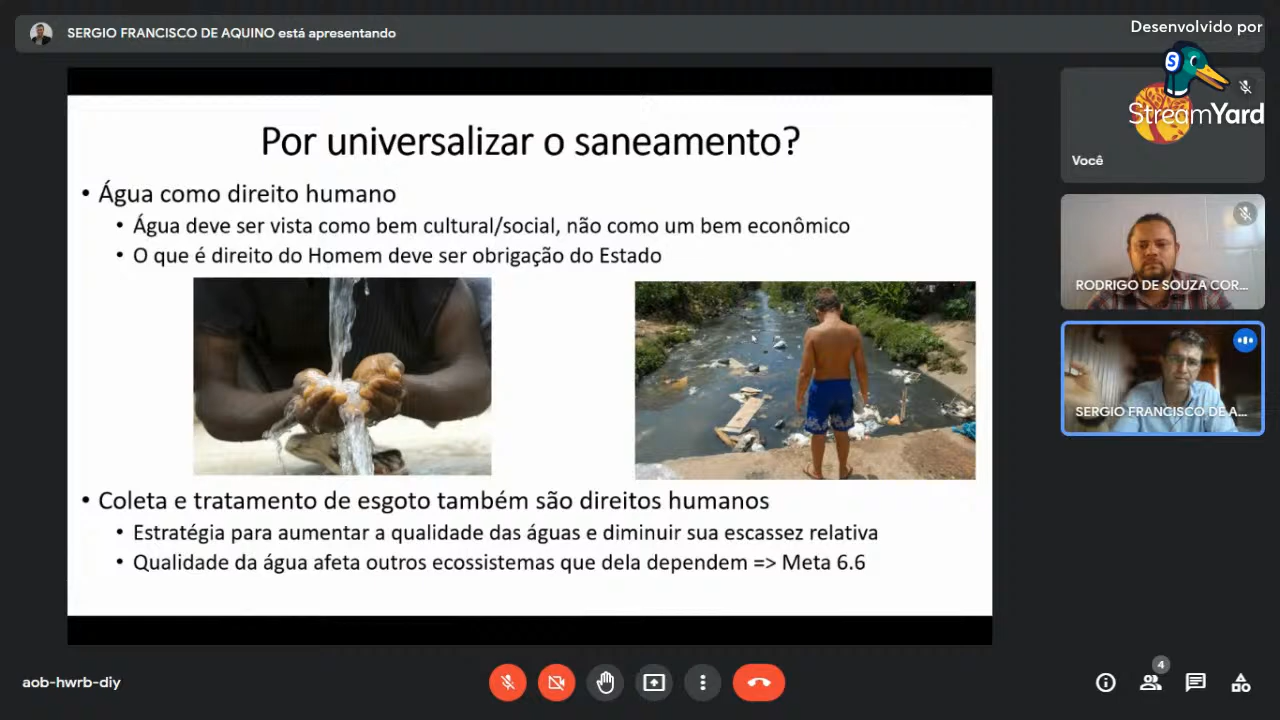 SERGIO FRANCISCO DE AQUINO está apresentando
Desenvolvido por
S
StreamYard
Você
Por universalizar o saneamento?
• Água como direito humano
• Água deve ser vista como bem cultural/social, não como um bem econômico
• O que é direito do Homem deve ser obrigação do Estado
RODRIGO DE SOUZA COR...
SERGIO FRANCISCO DE A...
• Coleta e tratamento de esgoto também são direitos humanos
• Estratégia para aumentar a qualidade das águas e diminuir sua escassez relativa
• Qualidade da água afeta outros ecossistemas que dela dependem => Meta 6.6
aob-hwrb-diy
4